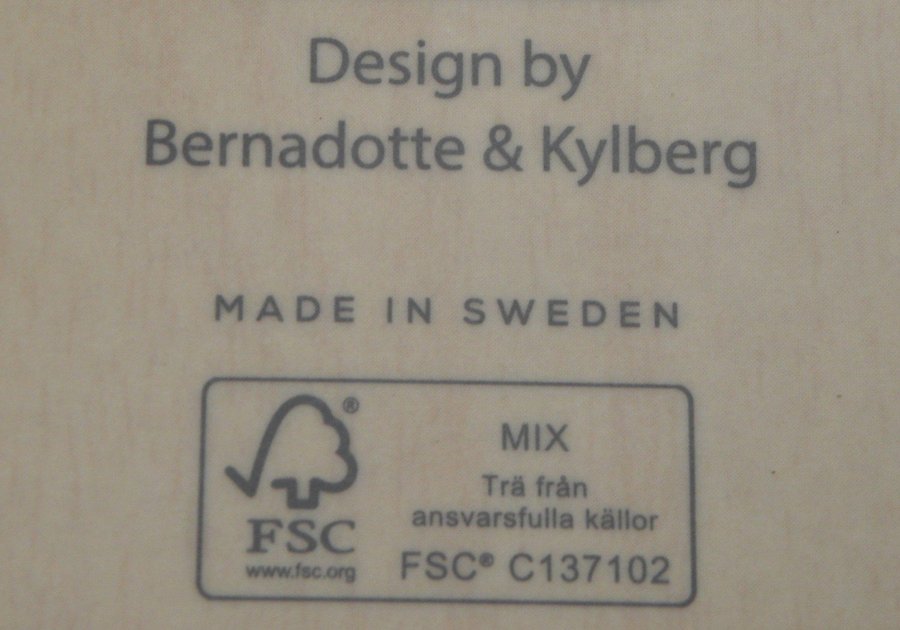 Design by
Bernadotte & Kylberg
MADE IN SWEDEN
®
FSC
www.fsc.org
MIX
Trä från
ansvarsfulla källor
FSC® C137102